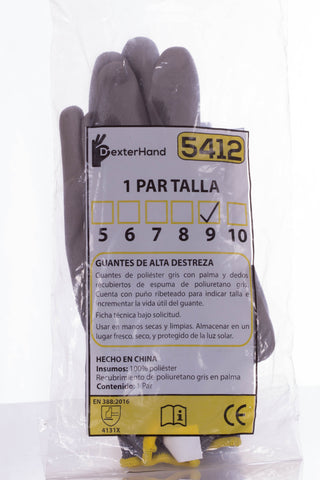 DexterHand
5412
1 PAR TALLA
5 6 7 8 9 10
GUANTES DE ALTA DESTREZA
Guantes de poliéster gris con palma y dedos
recubiertos de espuma de poliuretano gris.
Cuenta con puño ribeteado para indicar talla e
incrementar la vida útil del guante.
Ficha técnica bajo solicitud.
Usar en manos secas y limpias. Almacenar en un
lugar fresco, seco, y protegido de la luz solar.
HECHO EN CHINA
Insumos: 100% poliéster
Recubrimento de poliuretano gris en palma
Contenido: 1 Par
EN 388:2016
4131X
CE